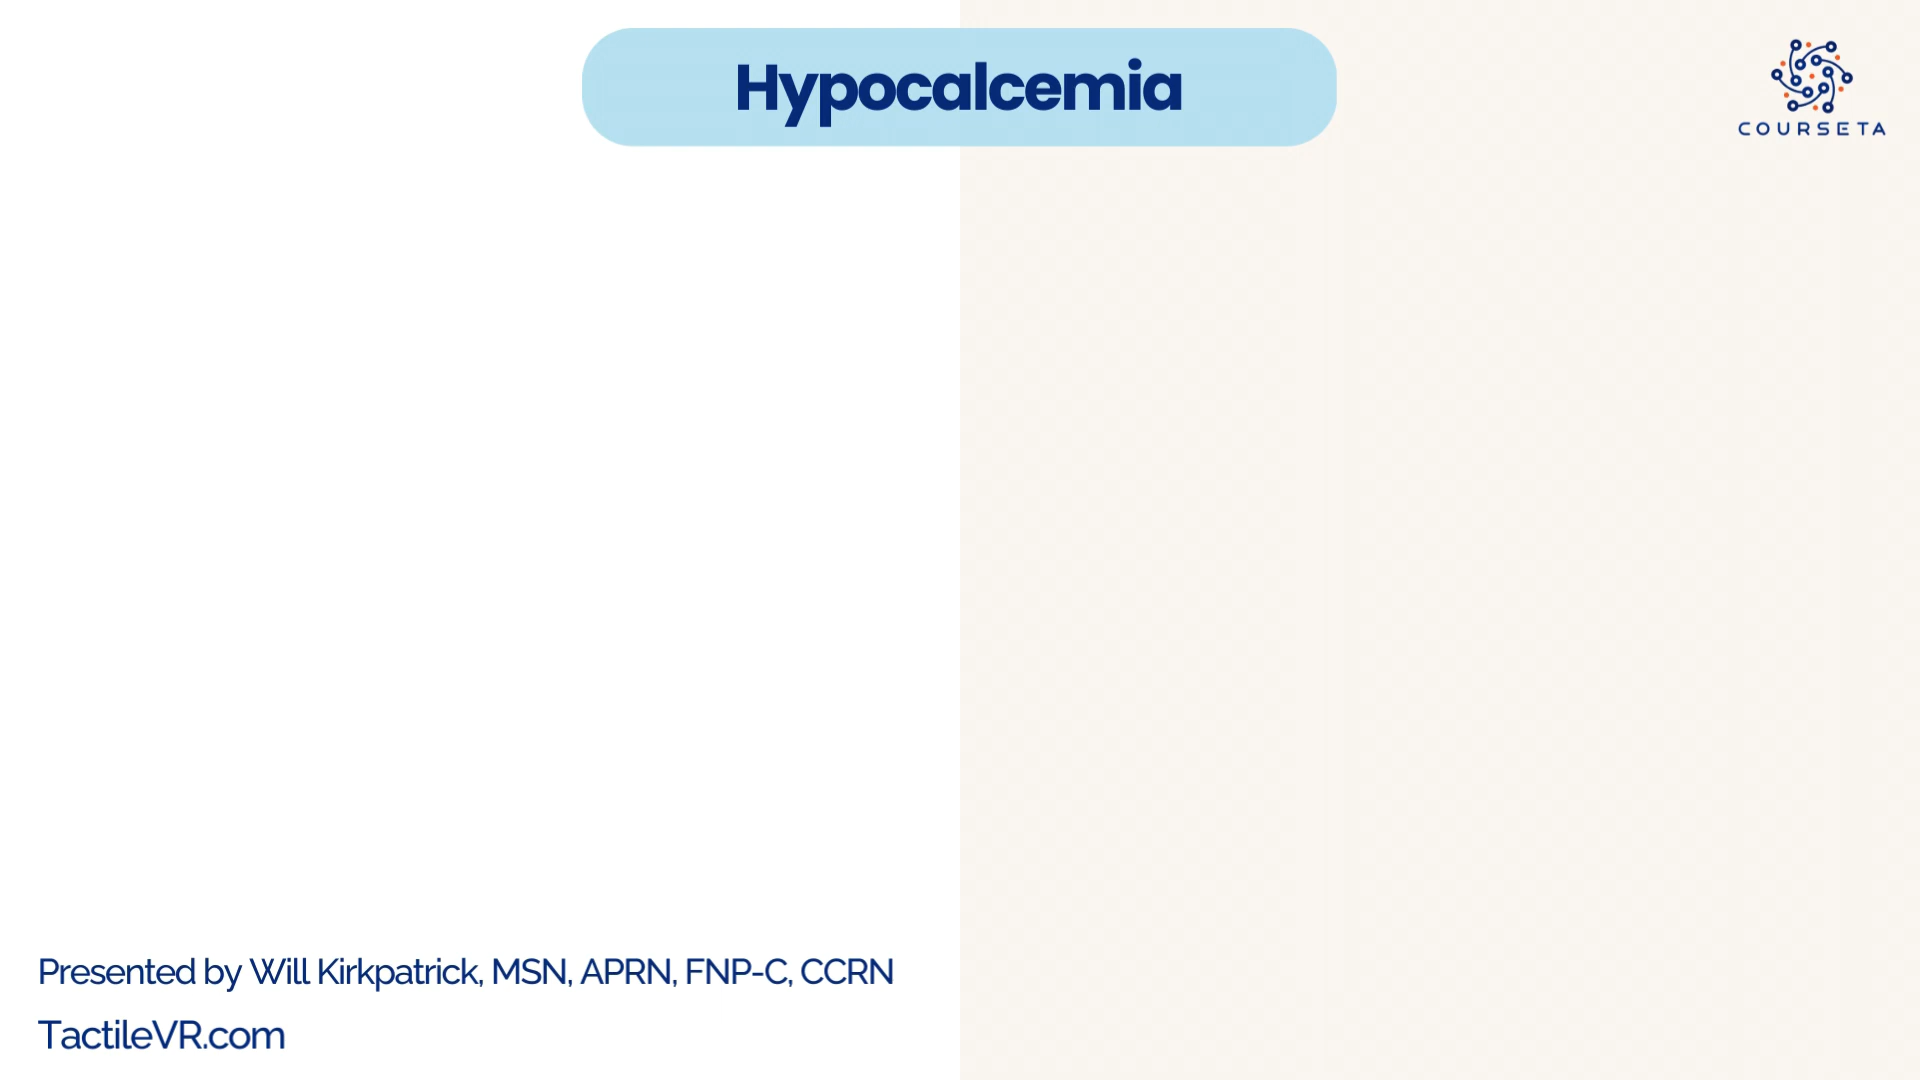 Hypocalcemia
COURSETA
Presented by Will Kirkpatrick, MSN, APRN, FNP-C, CCRN
TactileVR.com